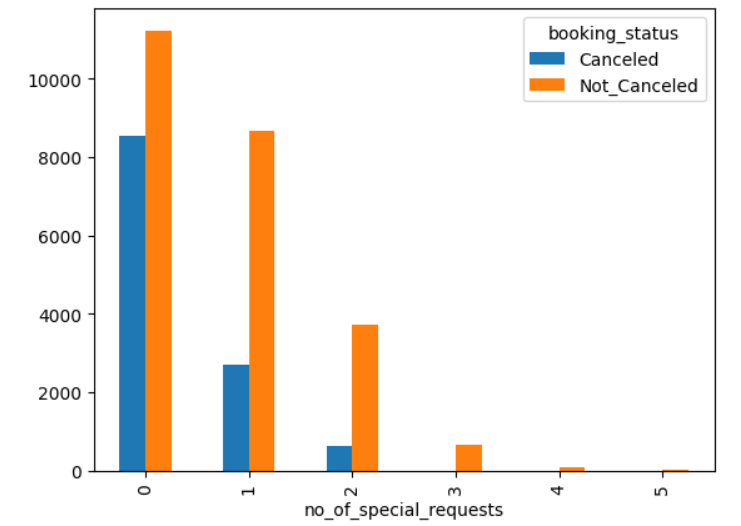 booking_status
Canceled
Not_Canceled
10000
8000
6000
4000
2000
0
0 1 2 3 4 5
no_of_special_requests